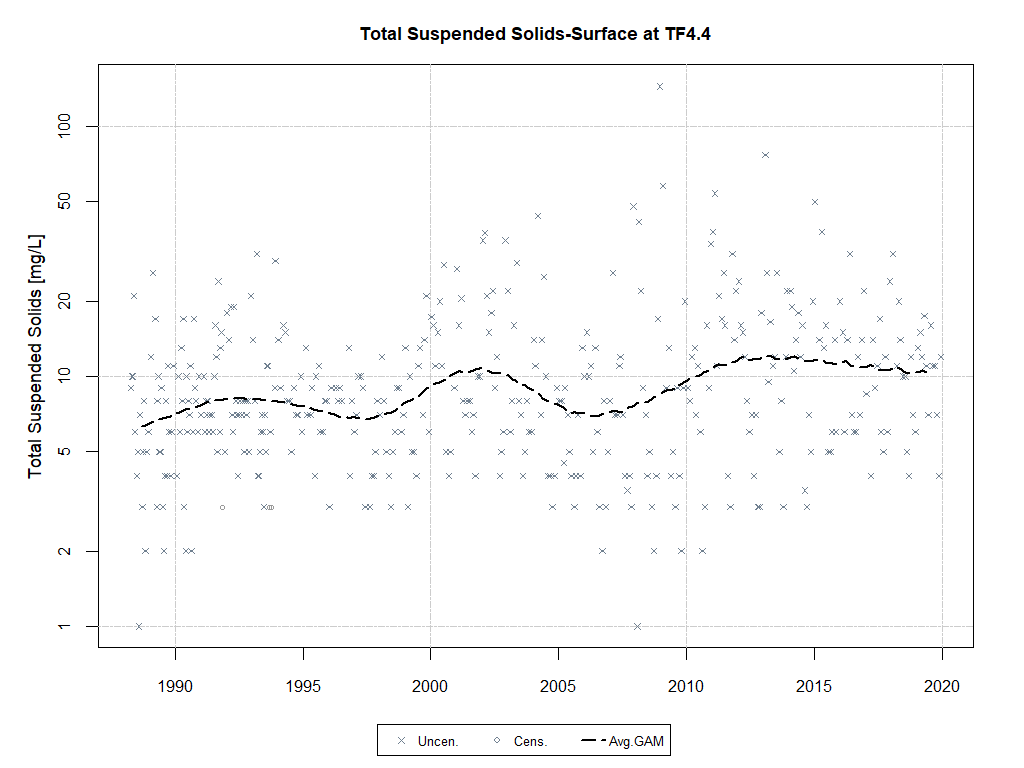 Total Suspended Solids-Surface at TF4.4
Total Suspended Solids [mg/L]
100
50
20
10
5
2
1
1990 1995 2000 2005 2010 2015 2020
Uncen. Cens. Avg.GAM